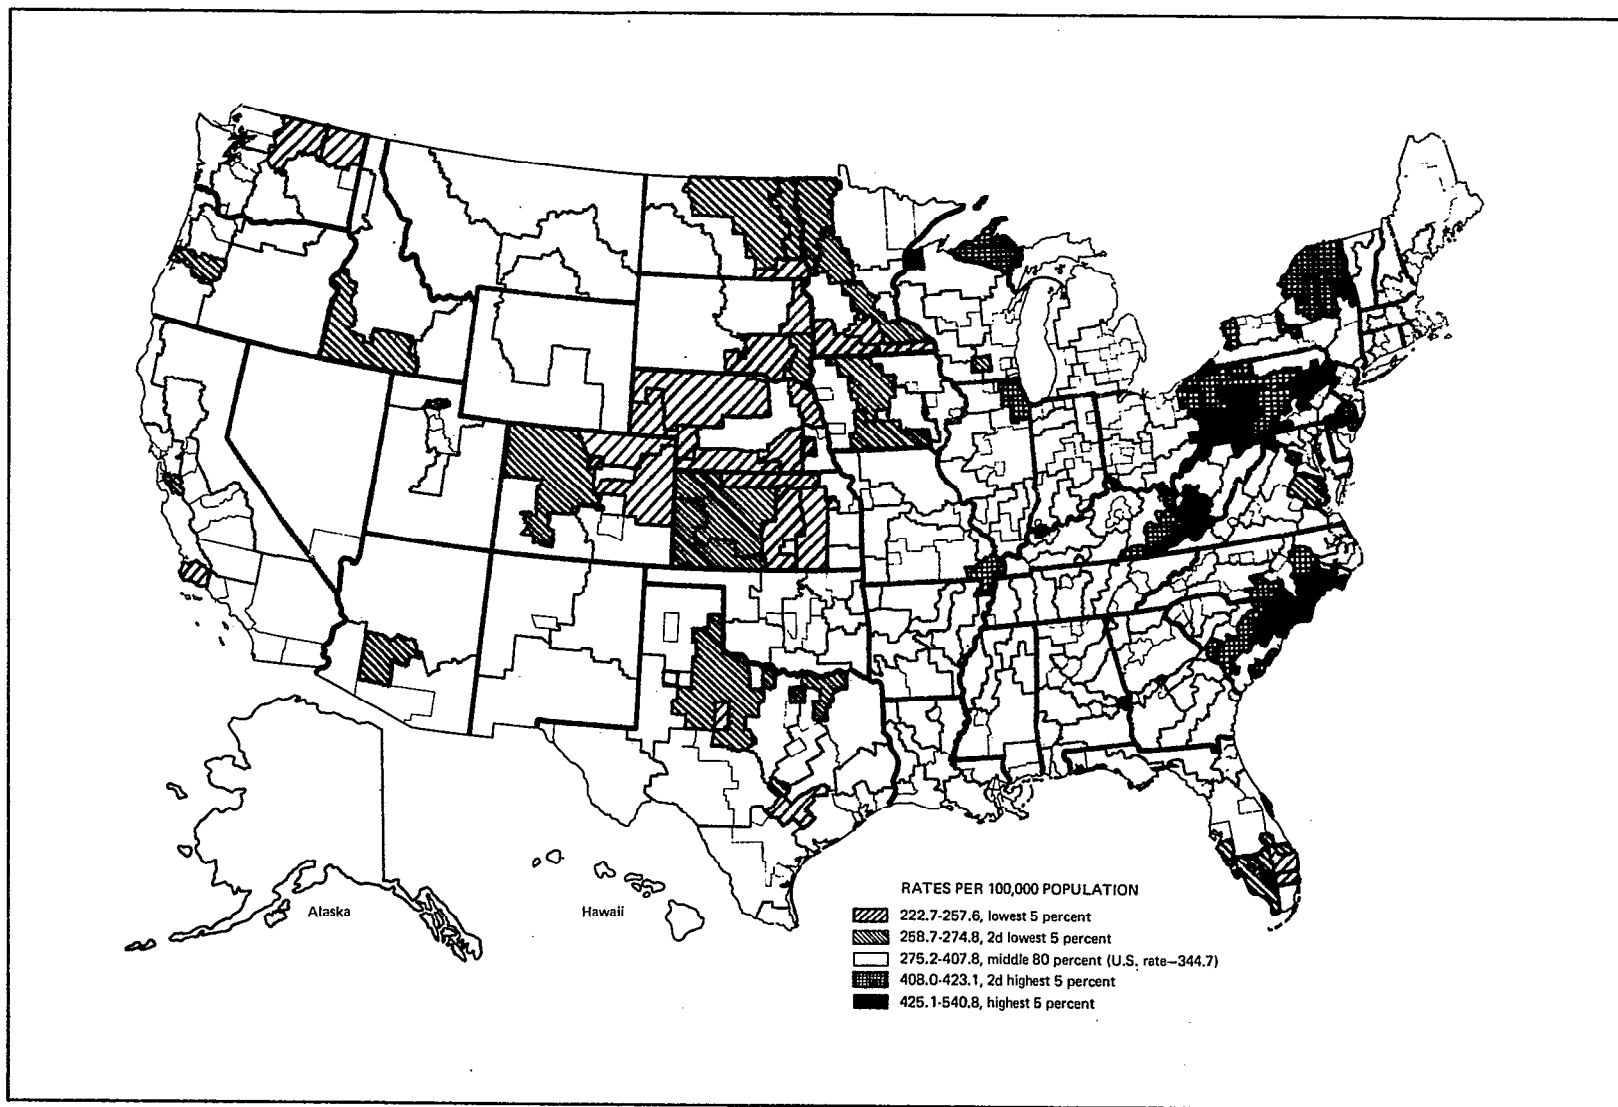 RATES PER 100,000 POPULATION
222.7-257.6, lowest 5 percent
258.7-274.8, 2d lowest 5 percent
275.2-407.8, middle 80 percent (U.S. rate—344.7)
408.0-423.1, 2d highest 5 percent
425.1-540.8, highest 5 percent
Alaska
Hawaii